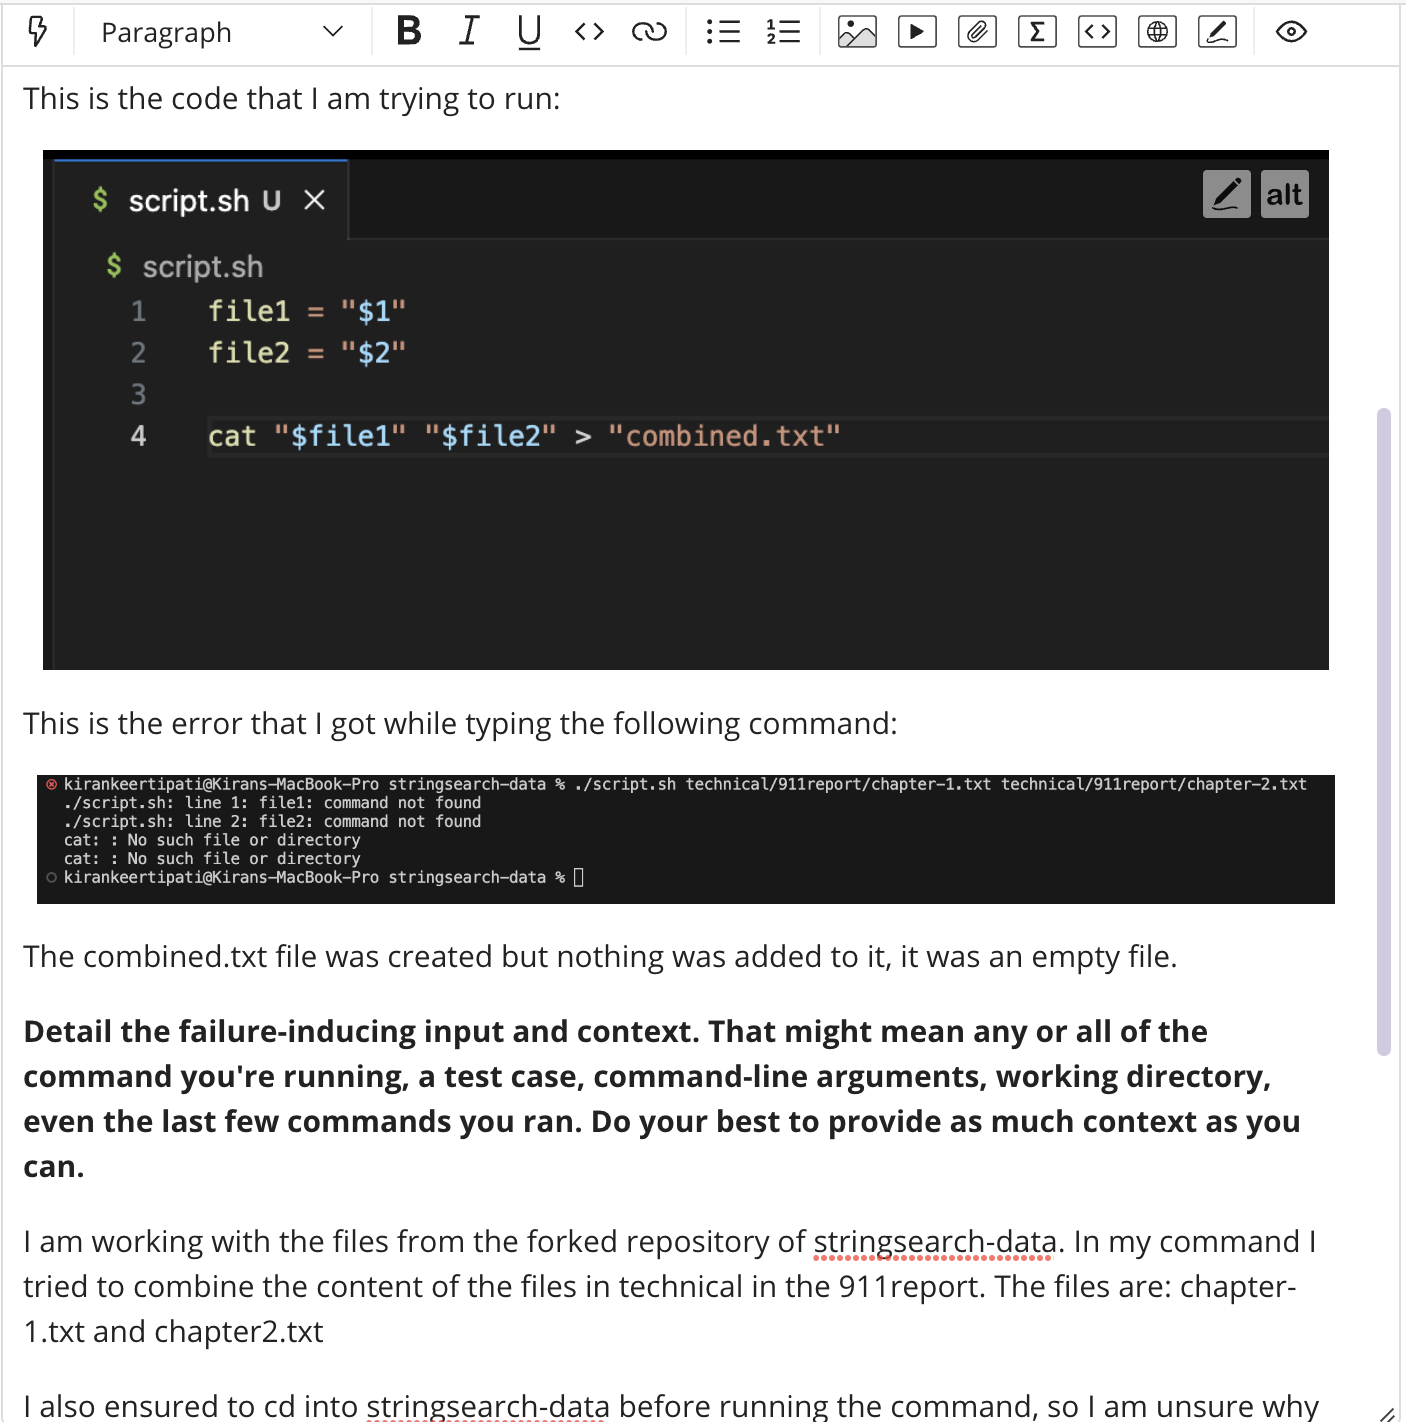 Paragraph B I U
This is the code that I am trying to run:
$ script.sh U ×
alt
$ script.sh
1 file1 = "$1"
2 file2 = "$2"
3
4 cat "$file1" "$file2" > "combined.txt"
This is the error that I got while typing the following command:
kirankeertipati@Kirans-MacBook-Pro stringsearch-data % ./script.sh technical/911report/chapter-1.txt technical/911report/chapter-2.txt
./script.sh: line 1: file1: command not found
./script.sh: line 2: file2: command not found
cat: : No such file or directory
cat: : No such file or directory
kirankeertipati@Kirans-MacBook-Pro stringsearch-data %
The combined.txt file was created but nothing was added to it, it was an empty file.
Detail the failure-inducing input and context. That might mean any or all of the
command you're running, a test case, command-line arguments, working directory,
even the last few commands you ran. Do your best to provide as much context as you
can.
I am working with the files from the forked repository of stringsearch-data. In my command I
tried to combine the content of the files in technical in the 911report. The files are: chapter-
1.txt and chapter2.txt
I also ensured to cd into stringsearch-data before running the command, so I am unsure why